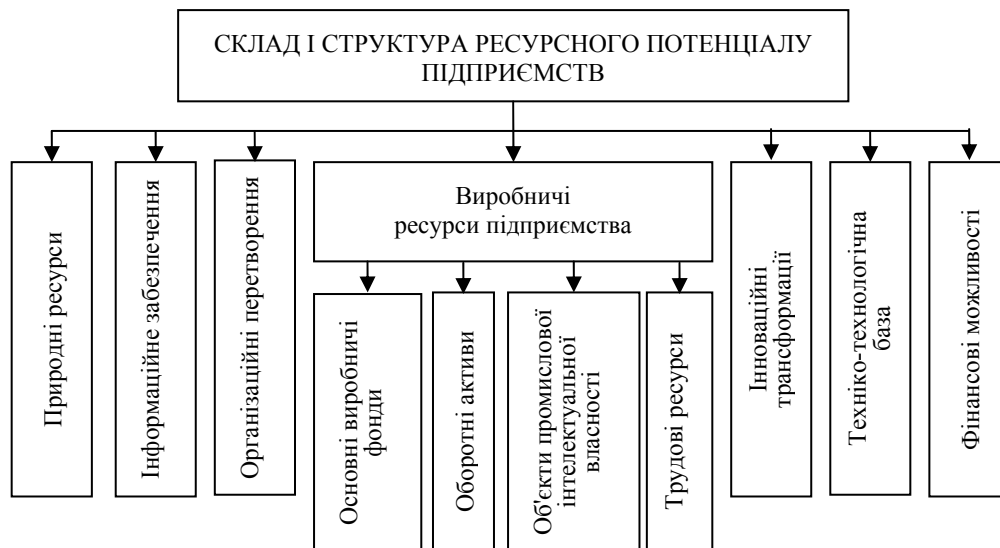 СКЛАД І СТРУКТУРА РЕСУРСНОГО ПОТЕНЦІАЛУ
ПІДПРИЄМСТВ
Природні ресурси
Інформаційне забезпечення
Організаційні перетворення
Виробничі
ресурси підприємства
Основні виробничі
фонди
Оборотні активи
Об'єкти промислової
інтелектуальної
власності
Трудові ресурси
Інноваційні
трансформації
Техніко-технологічна
база
Фінансові можливості